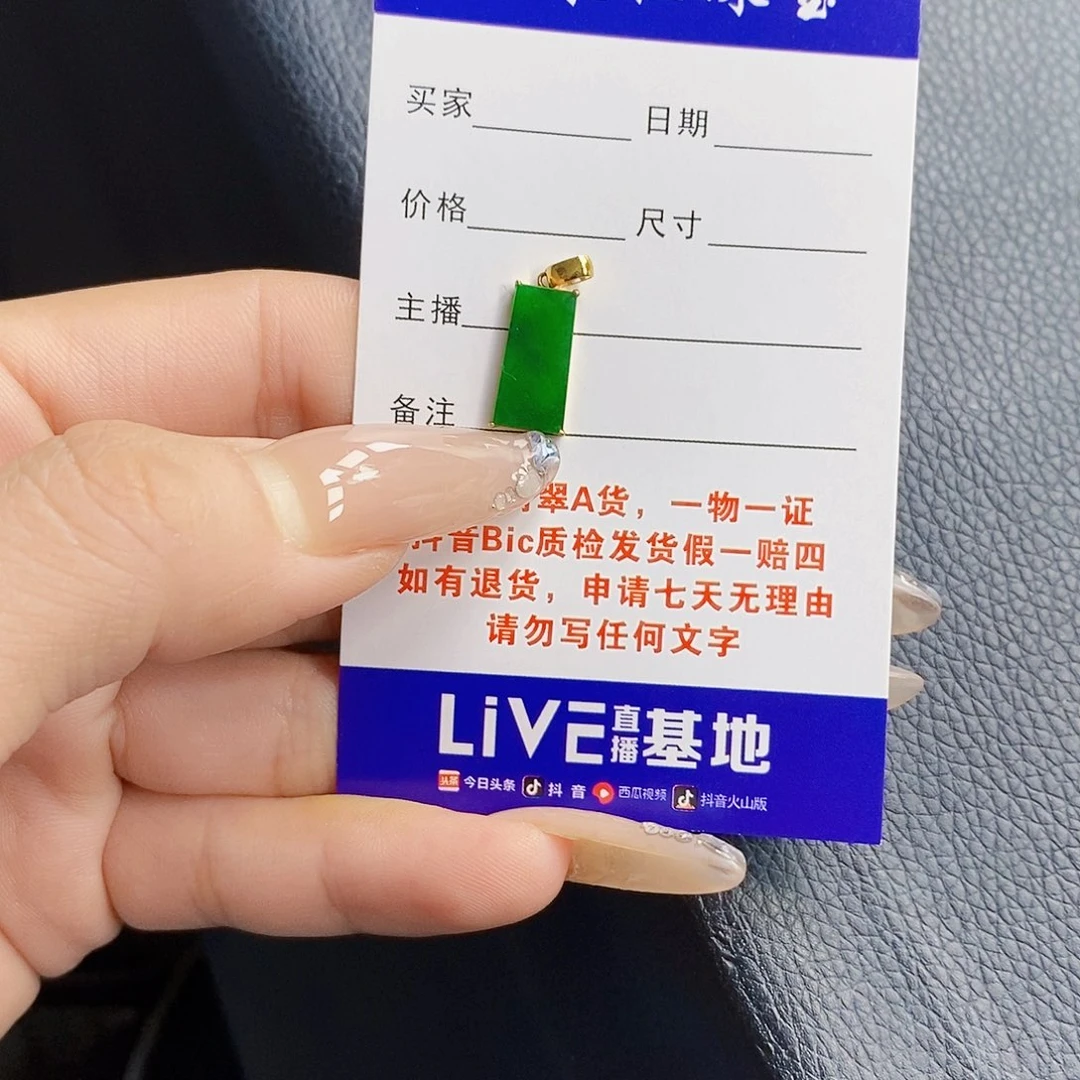 买家 日期
价格 尺寸
主播
备注
翠A货，一物一证
抖音Bic质检发货假一赔四
如有退货，申请七天无理由
请勿写任何文字
LiVE直播基地
头条 今日头条 抖音 西瓜视频 抖音火山版